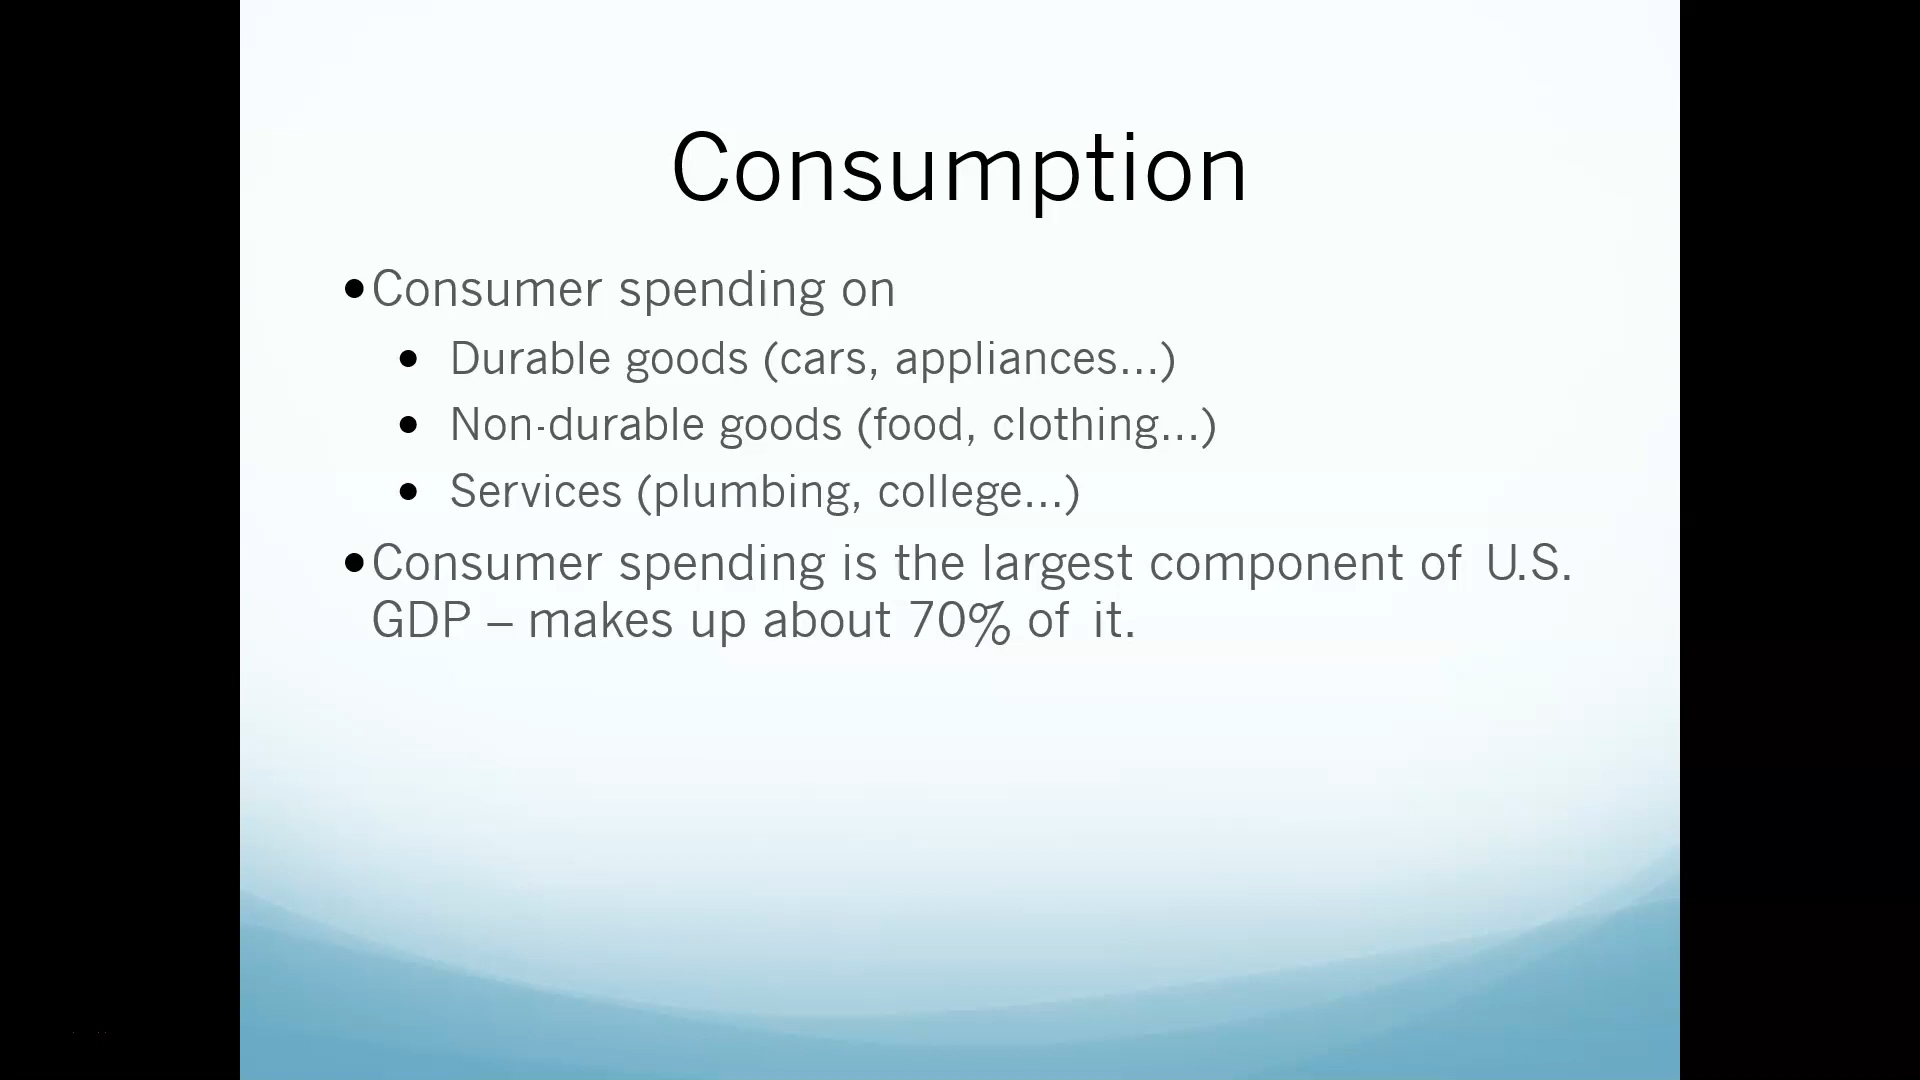 Consumption
•Consumer spending on
• Durable goods (cars, appliances...)
• Non-durable goods (food, clothing...)
• Services (plumbing, college...)
•Consumer spending is the largest component of U.S.
GDP – makes up about 70% of it.